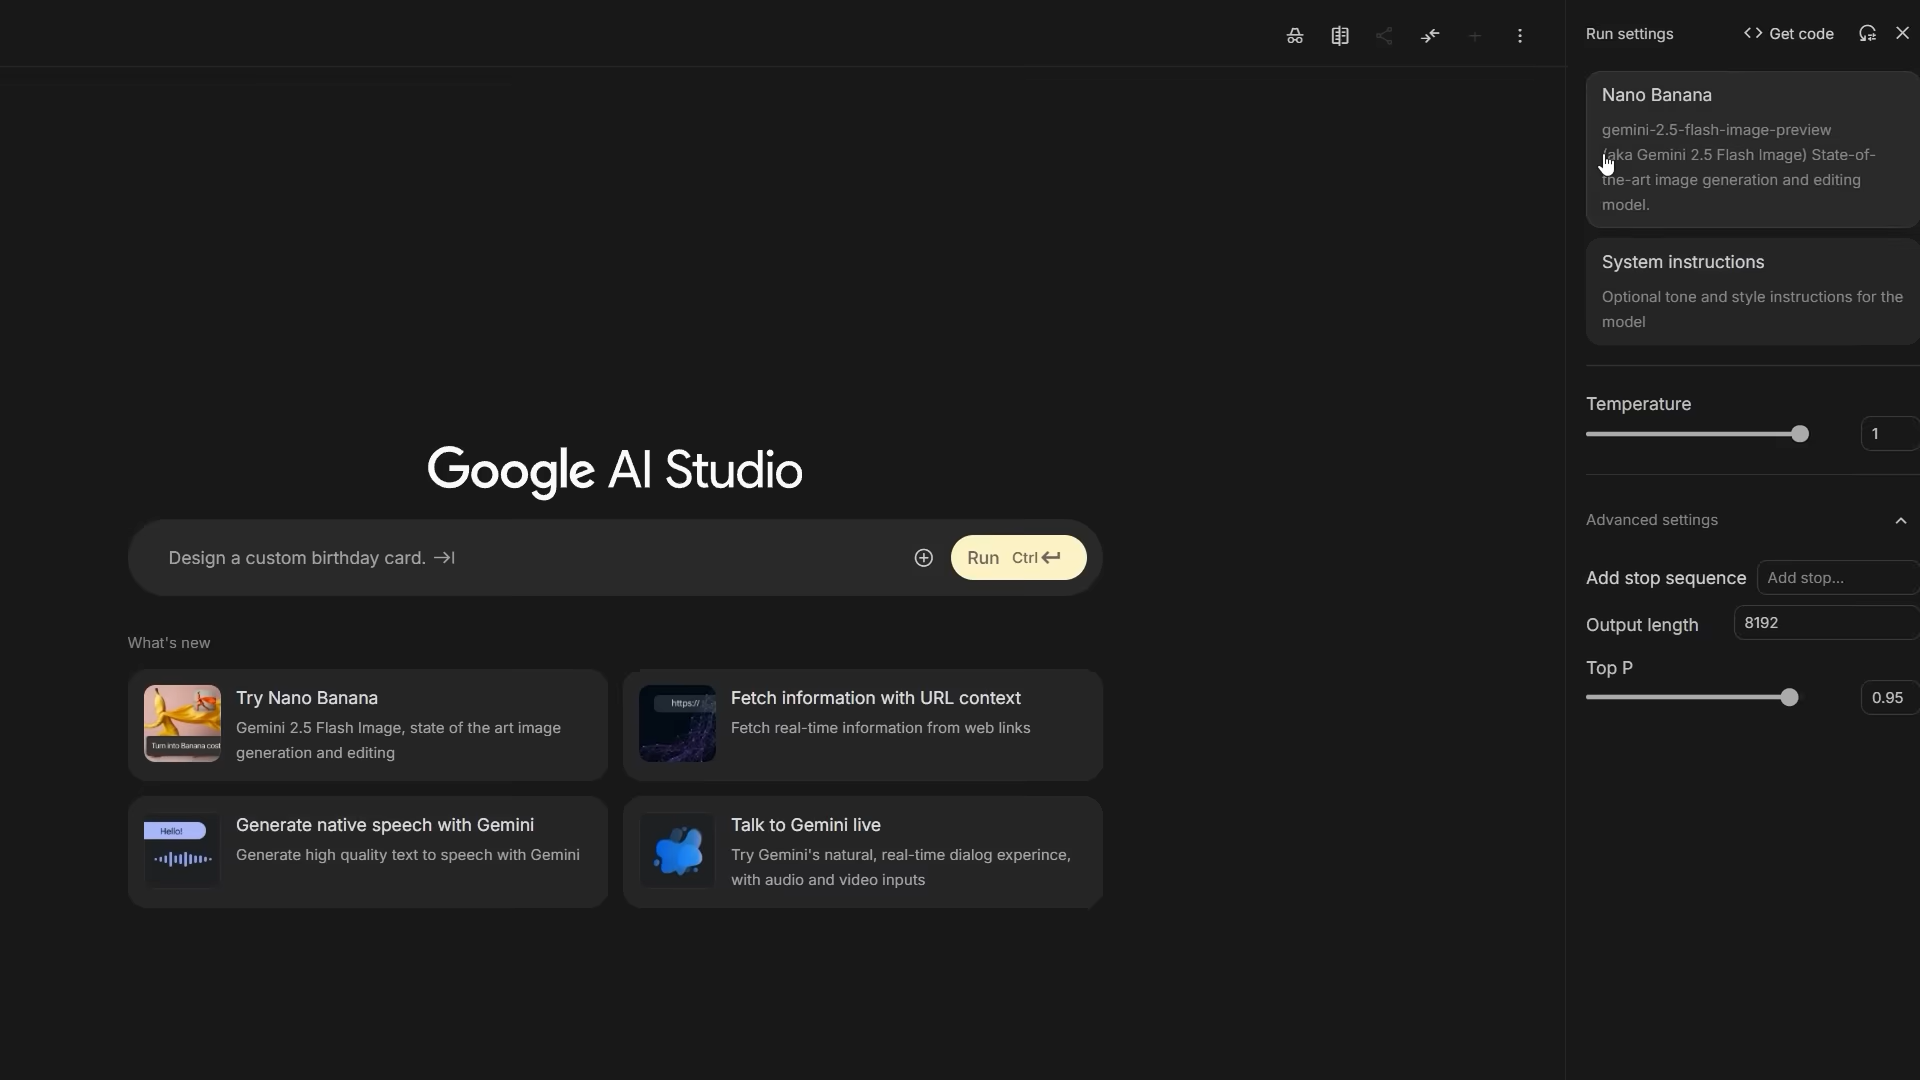 Run settings
Get code
Nano Banana
gemini-2.5-flash-image-preview
(aka Gemini 2.5 Flash Image) State-of-
the-art image generation and editing
model.
System instructions
Optional tone and style instructions for the
model
Temperature
1
Advanced settings
Add stop sequence
Add stop...
Output length
8192
Top P
0.95
Google AI Studio
Design a custom birthday card.
Run Ctrl
What's new
Try Nano Banana
Gemini 2.5 Flash Image, state of the art image
generation and editing
Turn into Banana cost
Fetch information with URL context
Fetch real-time information from web links
https://
Generate native speech with Gemini
Generate high quality text to speech with Gemini
Hello!
Talk to Gemini live
Try Gemini's natural, real-time dialog experince,
with audio and video inputs